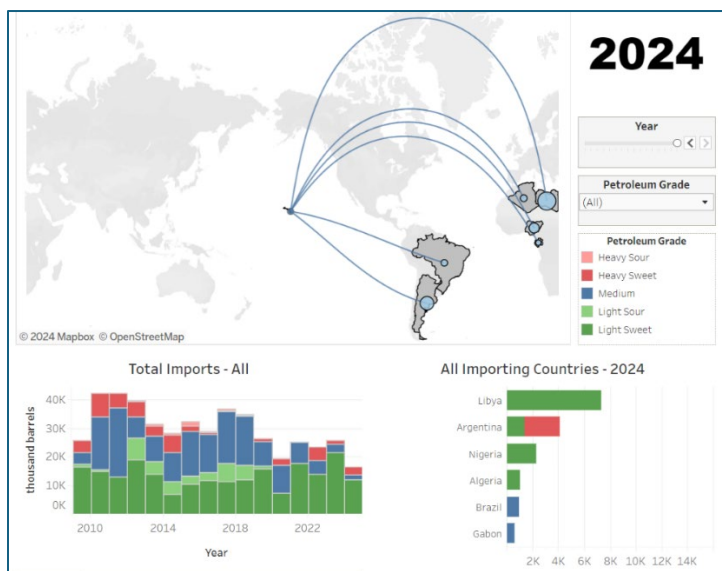 2024
Year
Petroleum Grade
(All)
Petroleum Grade
Heavy Sour
Heavy Sweet
Medium
Light Sour
Light Sweet
© 2024 Mapbox © OpenStreetMap
Total Imports - All
40K
30K
20K
10K
0K
thousand barrels
2010
2014
2018
2022
Year
All Importing Countries - 2024
Libya
Argentina
Nigeria
Algeria
Brazil
Gabon
2K 4K 6K 8K 10K 12K 14K